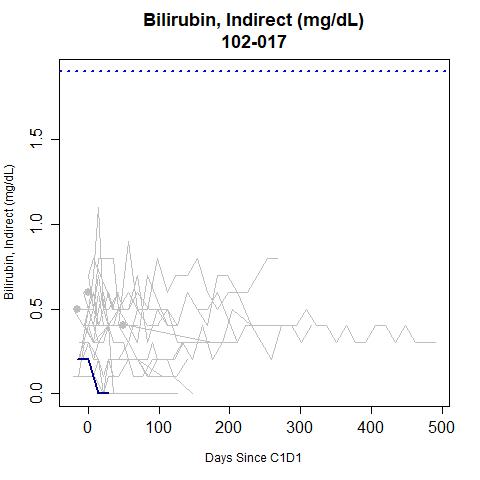 Bilirubin, Indirect (mg/dL)
102-017
Bilirubin, Indirect (mg/dL)
1.5
1.0
0.5
0.0
0 100 200 300 400 500
Days Since C1D1